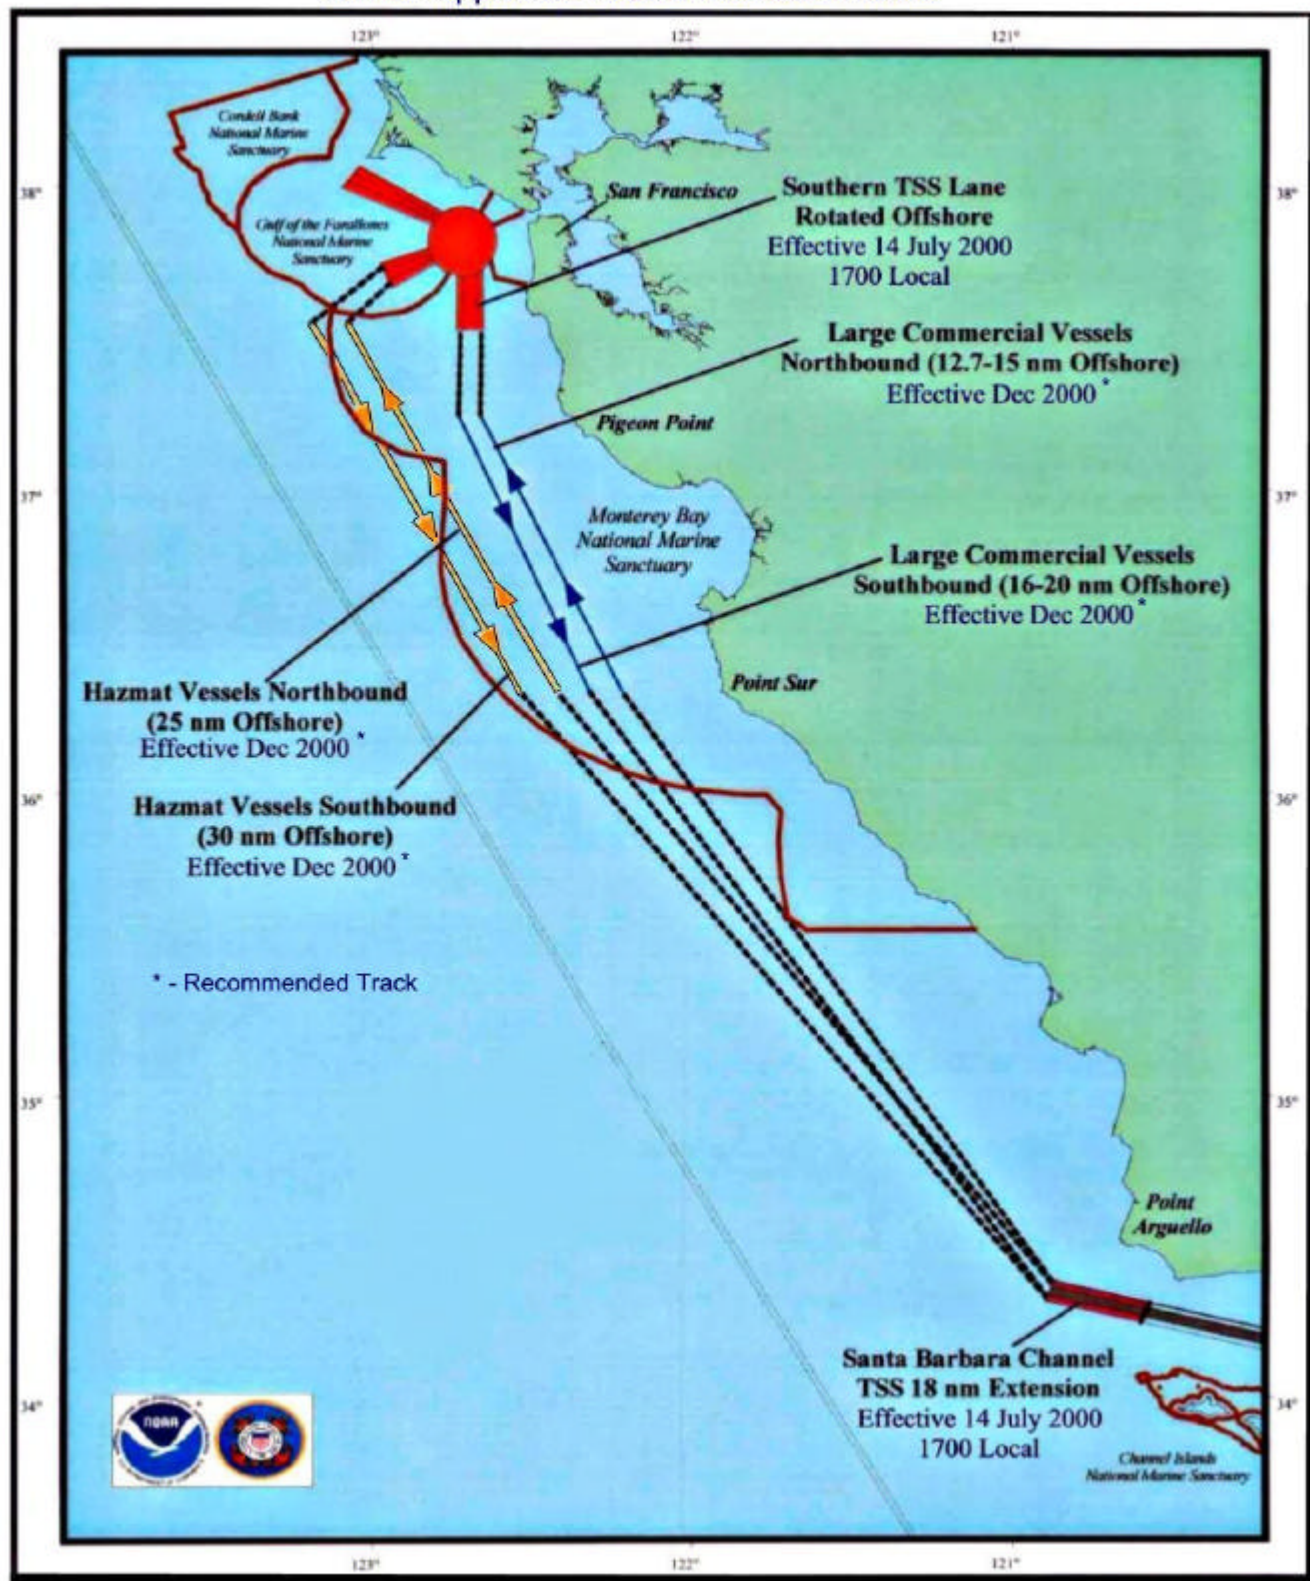 123°
122°
121°
Cordell Bank
National Marine
Sanctuary
38°
38°
San Francisco
Southern TSS Lane
Rotated Offshore
Effective 14 July 2000
1700 Local
Gulf of the Farallones
National Marine
Sanctuary
Large Commercial Vessels
Northbound (12.7-15 nm Offshore)
Effective Dec 2000 *
Pigeon Point
37°
37°
Monterey Bay
National Marine
Sanctuary
Large Commercial Vessels
Southbound (16-20 nm Offshore)
Effective Dec 2000 *
Point Sur
Hazmat Vessels Northbound
(25 nm Offshore)
Effective Dec 2000 *
36°
36°
Hazmat Vessels Southbound
(30 nm Offshore)
Effective Dec 2000 *
* - Recommended Track
35°
35°
Point
Arguello
Santa Barbara Channel
TSS 18 nm Extension
Effective 14 July 2000
1700 Local
34°
34°
NOAA
Channel Islands
National Marine Sanctuary
123°
122°
121°